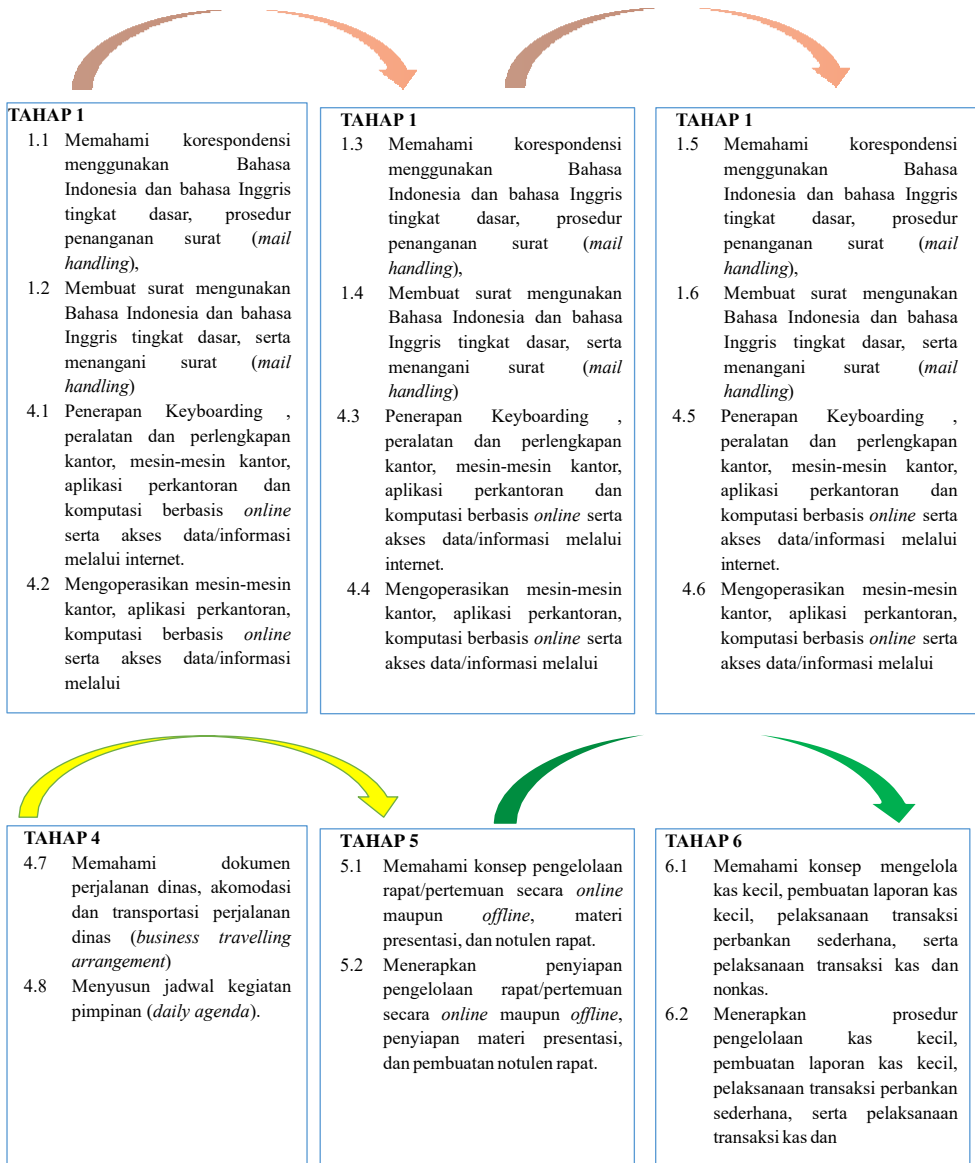 TAHAP 1
1.1 Memahami korespondensi
menggunakan Bahasa
Indonesia dan bahasa Inggris
tingkat dasar, prosedur
penanganan surat (mail
handling),
1.2 Membuat surat mengunakan
Bahasa Indonesia dan bahasa
Inggris tingkat dasar, serta
menangani surat (mail
handling)
4.1 Penerapan Keyboarding ,
peralatan dan perlengkapan
kantor, mesin-mesin kantor,
aplikasi perkantoran dan
komputasi berbasis online
serta akses data/informasi
melalui internet.
4.2 Mengoperasikan mesin-mesin
kantor, aplikasi perkantoran,
komputasi berbasis online
serta akses data/informasi
melalui
TAHAP 1
1.3 Memahami korespondensi
menggunakan Bahasa
Indonesia dan bahasa Inggris
tingkat dasar, prosedur
penanganan surat (mail
handling),
1.4 Membuat surat mengunakan
Bahasa Indonesia dan bahasa
Inggris tingkat dasar, serta
menangani surat (mail
handling)
4.3 Penerapan Keyboarding ,
peralatan dan perlengkapan
kantor, mesin-mesin kantor,
aplikasi perkantoran dan
komputasi berbasis online serta
akses data/informasi melalui
internet.
4.4 Mengoperasikan mesin-mesin
kantor, aplikasi perkantoran,
komputasi berbasis online serta
akses data/informasi melalui
TAHAP 1
1.5 Memahami korespondensi
menggunakan Bahasa
Indonesia dan bahasa Inggris
tingkat dasar, prosedur
penanganan surat (mail
handling),
1.6 Membuat surat mengunakan
Bahasa Indonesia dan bahasa
Inggris tingkat dasar, serta
menangani surat (mail
handling)
4.5 Penerapan Keyboarding ,
peralatan dan perlengkapan
kantor, mesin-mesin kantor,
aplikasi perkantoran dan
komputasi berbasis online serta
akses data/informasi melalui
internet.
4.6 Mengoperasikan mesin-mesin
kantor, aplikasi perkantoran,
komputasi berbasis online serta
akses data/informasi melalui
TAHAP 4
4.7 Memahami dokumen
perjalanan dinas, akomodasi
dan transportasi perjalanan
dinas (business travelling
arrangement)
4.8 Menyusun jadwal kegiatan
pimpinan (daily agenda).
TAHAP 5
5.1 Memahami konsep pengelolaan
rapat/pertemuan secara online
maupun offline, materi
presentasi, dan notulen rapat.
5.2 Menerapkan penyiapan
pengelolaan rapat/pertemuan
secara online maupun offline,
penyiapan materi presentasi,
dan pembuatan notulen rapat.
TAHAP 6
6.1 Memahami konsep mengelola
kas kecil, pembuatan laporan kas
kecil, pelaksanaan transaksi
perbankan sederhana, serta
pelaksanaan transaksi kas dan
nonkas.
6.2 Menerapkan prosedur
pengelolaan kas kecil,
pembuatan laporan kas kecil,
pelaksanaan transaksi perbankan
sederhana, serta pelaksanaan
transaksi kas dan